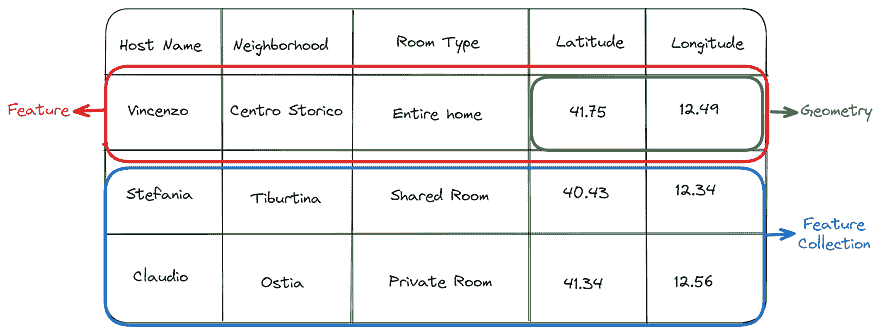 Host Name Neighborhood Room Type Latitude Longitude
Feature Vincenzo Centro Storico Entire home 41.75 12.49 Geometry
Stefania Tiburtina Shared Room 40.43 12.34
Feature
Collection
Claudio Ostia Private Room 41.34 12.56